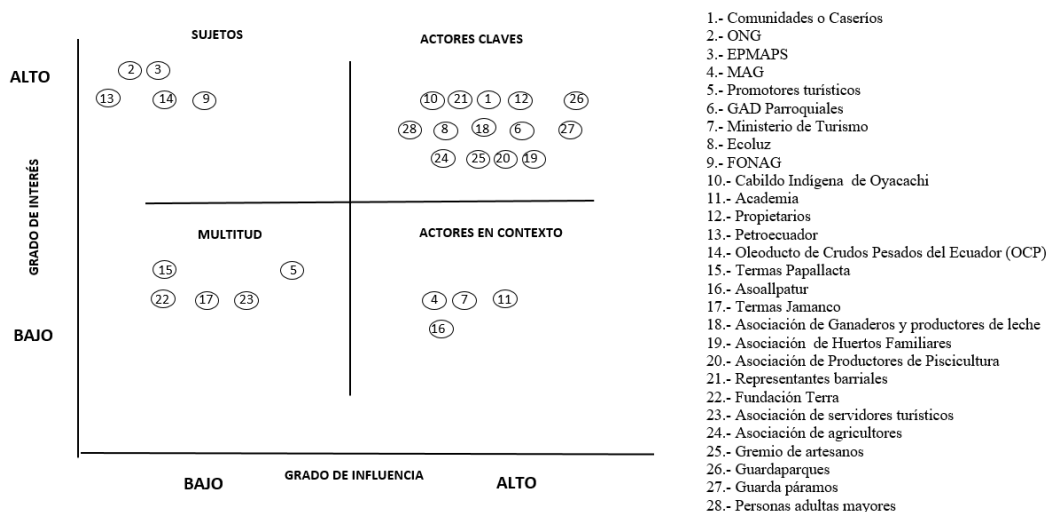 SUJETOS
ACTORES CLAVES
ALTO
2 3
13 14 9
10 21 1 12 26
28 8 18 6 27
24 25 20 19
GRADO DE INTERÉS
MULTITUD
ACTORES EN CONTEXTO
15 5
22 17 23
4 7 11
16
BAJO
BAJO
GRADO DE INFLUENCIA
ALTO
1.- Comunidades o Caseríos
2.- ONG
3.- EPMAPS
4.- MAG
5.- Promotores turísticos
6.- GAD Parroquiales
7.- Ministerio de Turismo
8.- Ecoluz
9.- FONAG
10.- Cabildo Indígena de Oyacachi
11.- Academia
12.- Propietarios
13.- Petroecuador
14.- Oleoducto de Crudos Pesados del Ecuador (OCP)
15.- Termas Papallacta
16.- Asoallpatur
17.- Termas Jamanco
18.- Asociación de Ganaderos y productores de leche
19.- Asociación de Huertos Familiares
20.- Asociación de Productores de Piscicultura
21.- Representantes barriales
22.- Fundación Terra
23.- Asociación de servidores turísticos
24.- Asociación de agricultores
25.- Gremio de artesanos
26.- Guardaparques
27.- Guarda páramos
28.- Personas adultas mayores